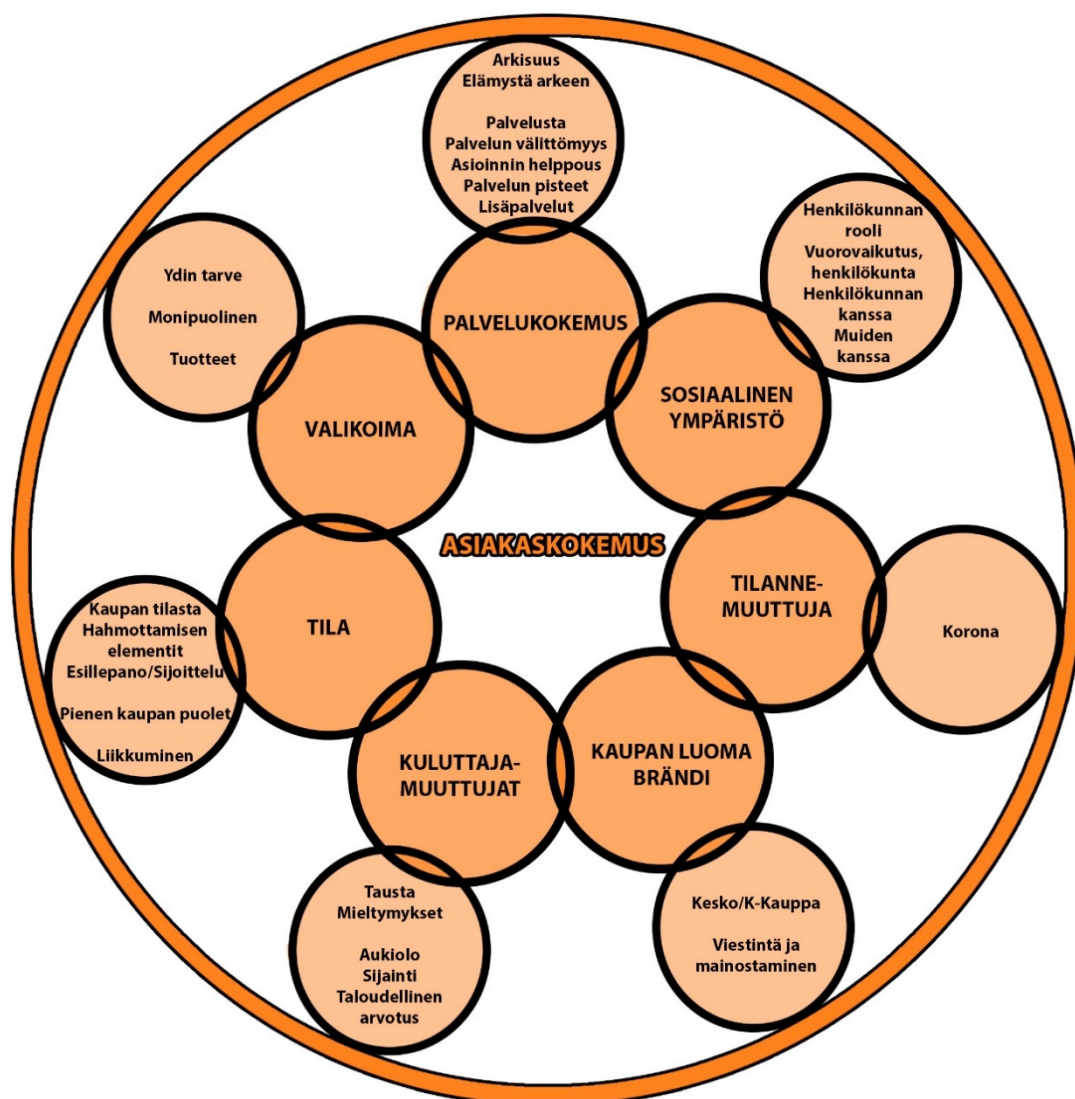 Arkisuus
Elämystä arkeen
Palvelusta
Palvelun välittömyys
Asioinnin helppous
Palvelun pisteet
Lisäpalvelut
PALVELUKOKEMUS
Henkilökunnan
rooli
Vuorovaikutus,
henkilökunta
Henkilökunnan
kanssa
Muiden
kanssa
SOSIAALINEN
YMPÄRISTÖ
Ydin tarve
Monipuolinen
Tuotteet
VALIKOIMA
ASIAKASKOKEMUS
TILANNE-
MUUTTUJA
Korona
Kaupan tilasta
Hahmottamisen
elementit
Esillepano/Sijoittelu
Pienen kaupan puolet
Liikkuminen
TILA
KULUTTAJA-
MUUTTUJAT
KAUPAN LUOMA
BRÄNDI
Tausta
Mieltymykset
Aukiolo
Sijainti
Taloudellinen
arvotus
Kesko/K-Kauppa
Viestintä ja
mainostaminen